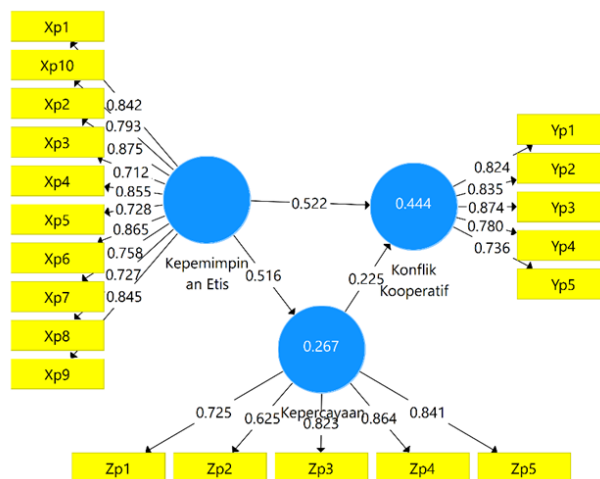 Xp1
Xp10
Xp2
Xp3
Xp4
Xp5
Xp6
Xp7
Xp8
Xp9
0.842
0.793
0.875
0.712
0.855
0.728
0.865
0.758
0.727
0.845
Kepemimpin
an Etis
0.522
0.516
0.225
0.444
Konflik
Kooperatif
0.824
0.835
0.874
0.780
0.736
Yp1
Yp2
Yp3
Yp4
Yp5
0.267
Kepercayaan
0.725
0.625
0.823
0.864
0.841
Zp1
Zp2
Zp3
Zp4
Zp5